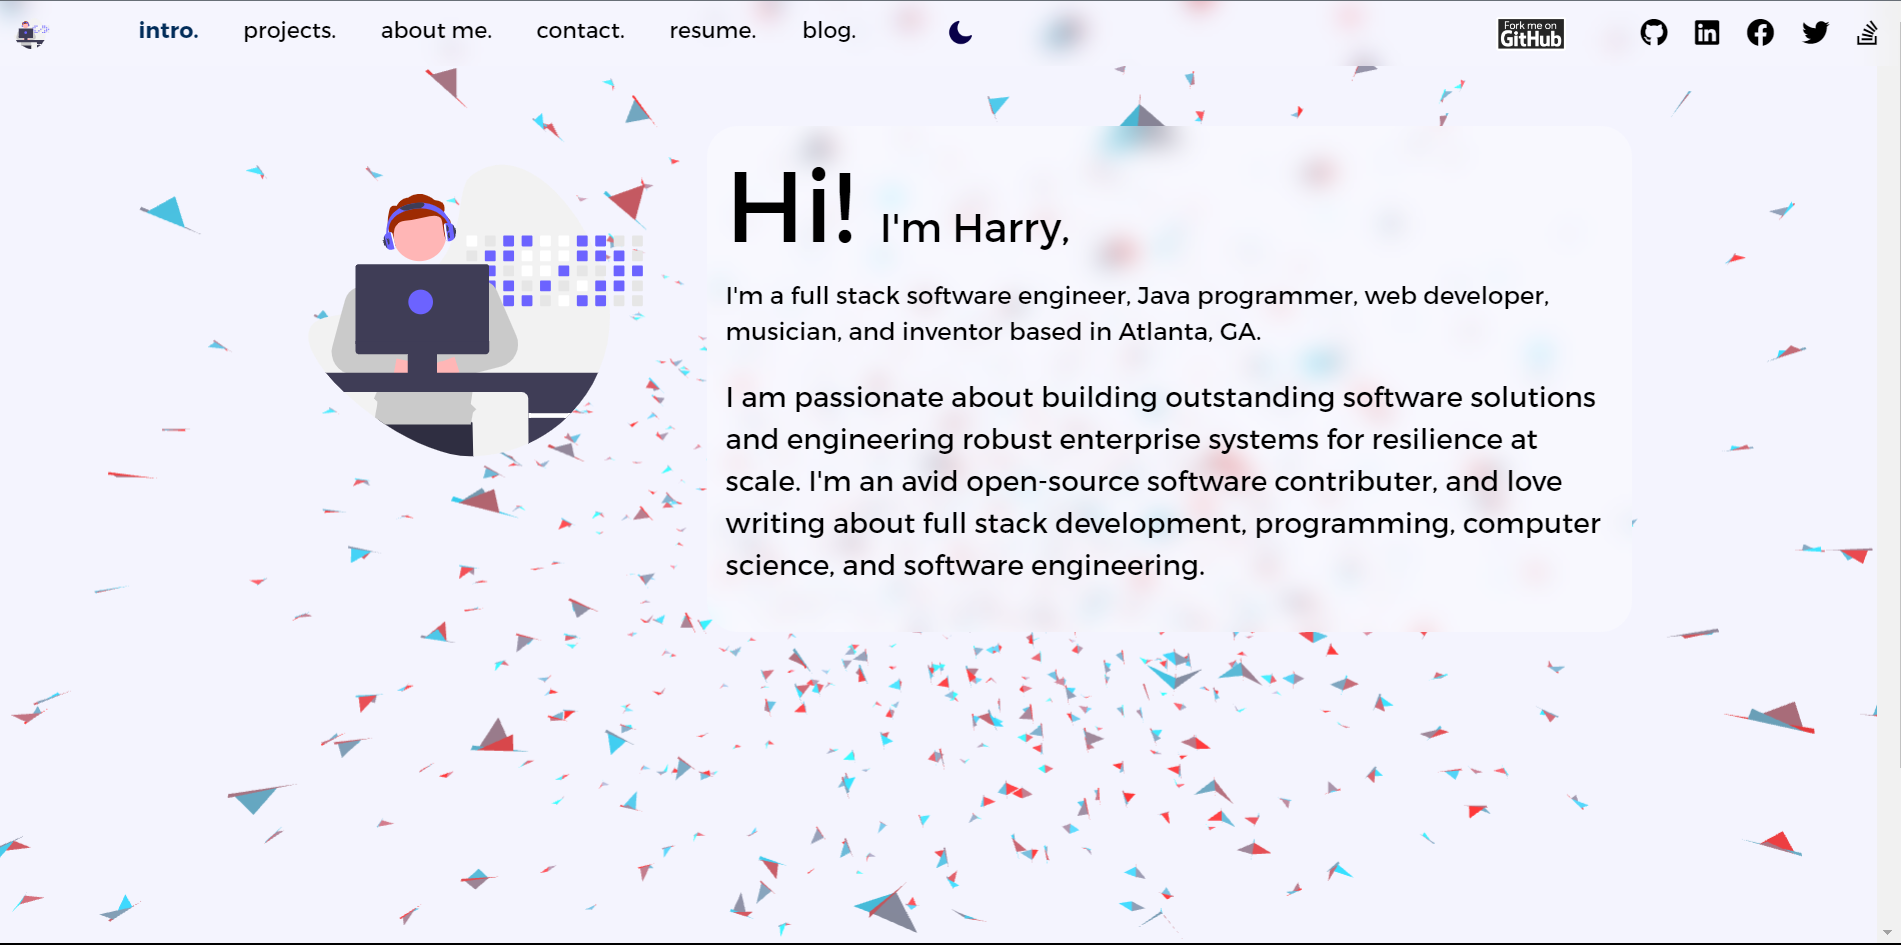 intro. projects. about me. contact. resume. blog.
Fork me on
GitHub
Hi! I'm Harry,
I'm a full stack software engineer, Java programmer, web developer,
musician, and inventor based in Atlanta, GA.
I am passionate about building outstanding software solutions
and engineering robust enterprise systems for resilience at
scale. I'm an avid open-source software contributer, and love
writing about full stack development, programming, computer
science, and software engineering.